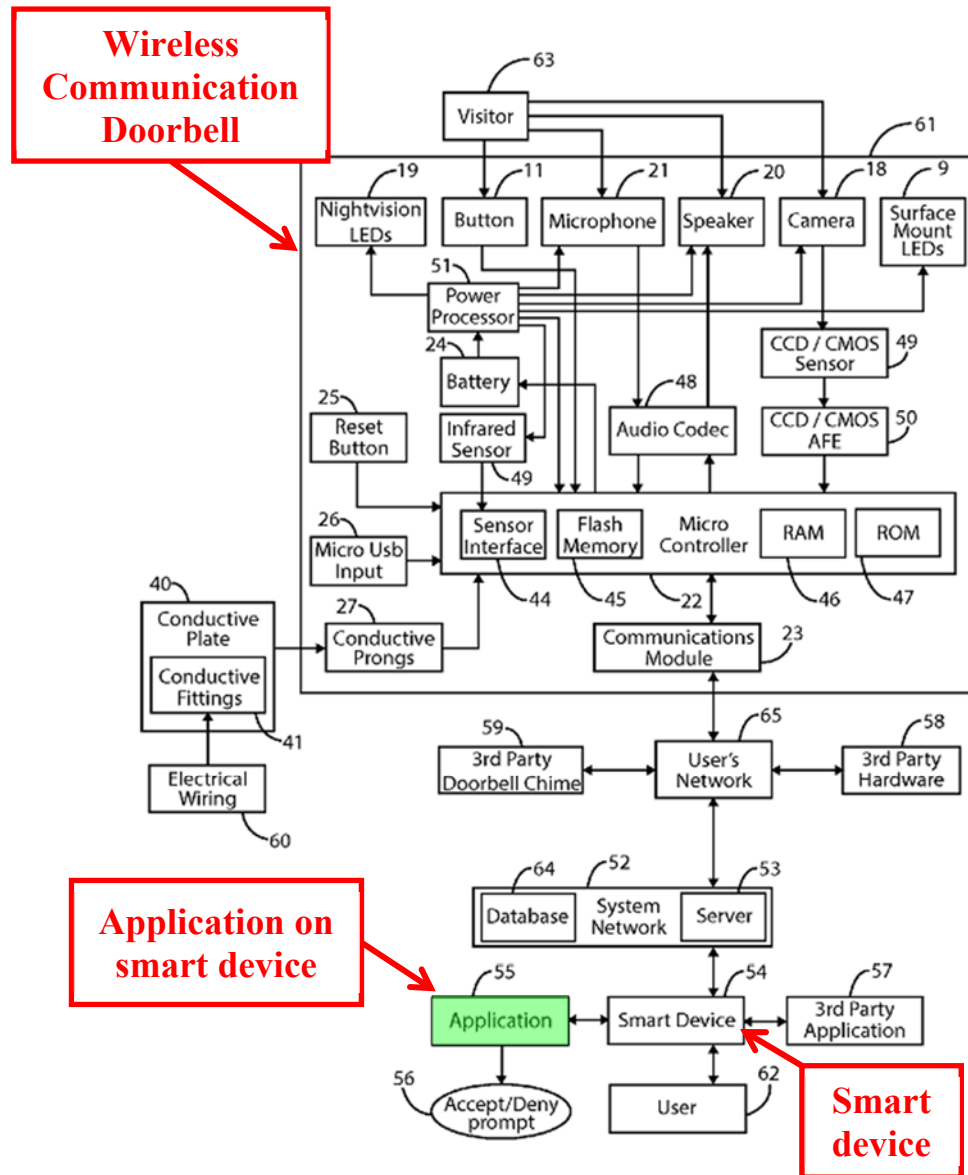 Wireless
Communication
Doorbell
63
Visitor
61
19
11
21
20
18
9
Nightvision
LEDs
Button
Microphone
Speaker
Camera
Surface
Mount
LEDs
51
Power
Processor
24
Battery
CCD / CMOS
Sensor
49
25
Reset
Button
Infrared
Sensor
49
48
Audio Codec
CCD / CMOS
AFE
50
26
Micro Usb
Input
Sensor
Interface
Flash
Memory
Micro
Controller
RAM
ROM
44
45
22
46
47
40
Conductive
Plate
Conductive
Fittings
41
27
Conductive
Prongs
Communications
Module
23
Electrical
Wiring
60
59
3rd Party
Doorbell Chime
65
User's
Network
58
3rd Party
Hardware
64
52
53
Database
System
Network
Server
Application on
smart device
55
54
57
Application
Smart Device
3rd Party
Application
56
Accept/Deny
prompt
62
User
Smart
device